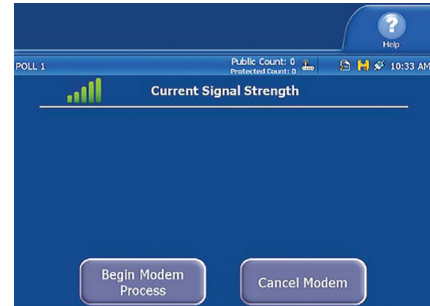 ?
Help
POLL 1
Public Count: 0
Protected Count: 0
10:33 AM
Current Signal Strength
Begin Modem
Process
Cancel Modem